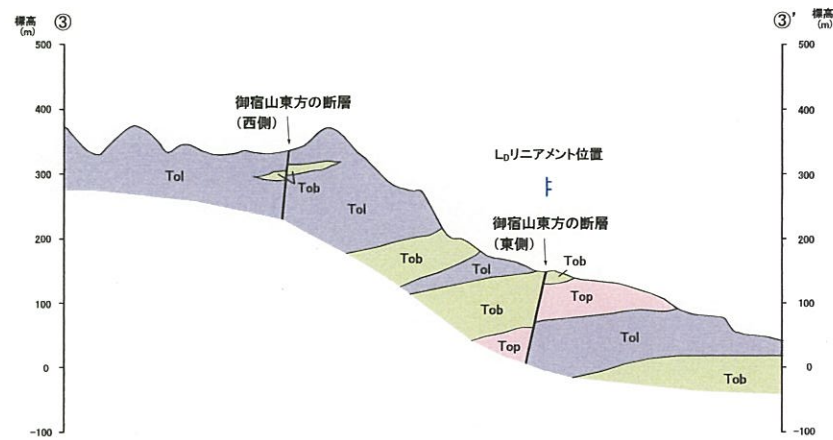 標高
(m)
③
③'
標高
(m)
500
400
300
200
100
0
-100
500
400
300
200
100
0
-100
御宿山東方の断層
(西側)
LDリニアメント位置
御宿山東方の断層
(東側)
Tol
Tob
Tol
Tob
Tol
Tob
Top
Tob
Top
Tol
Tob